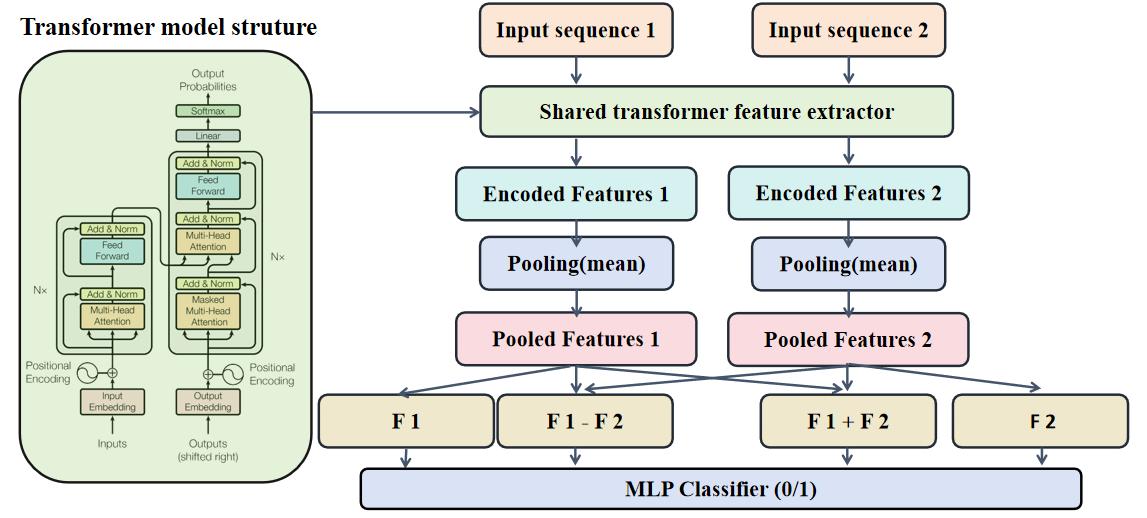 Transformer model struture
Output
Probabilities
Softmax
Linear
Add & Norm
Feed
Forward
Add & Norm
Multi-Head
Attention
Nx
Add & Norm
Masked
Multi-Head
Attention
Add & Norm
Feed
Forward
Nx
Add & Norm
Multi-Head
Attention
Positional
Encoding
Positional
Encoding
Input
Embedding
Output
Embedding
Inputs
Outputs
(shifted right)
Input sequence 1
Input sequence 2
Shared transformer feature extractor
Encoded Features 1
Encoded Features 2
Pooling(mean)
Pooling(mean)
Pooled Features 1
Pooled Features 2
F 1
F 1 - F 2
F 1 + F 2
F 2
MLP Classifier (0/1)